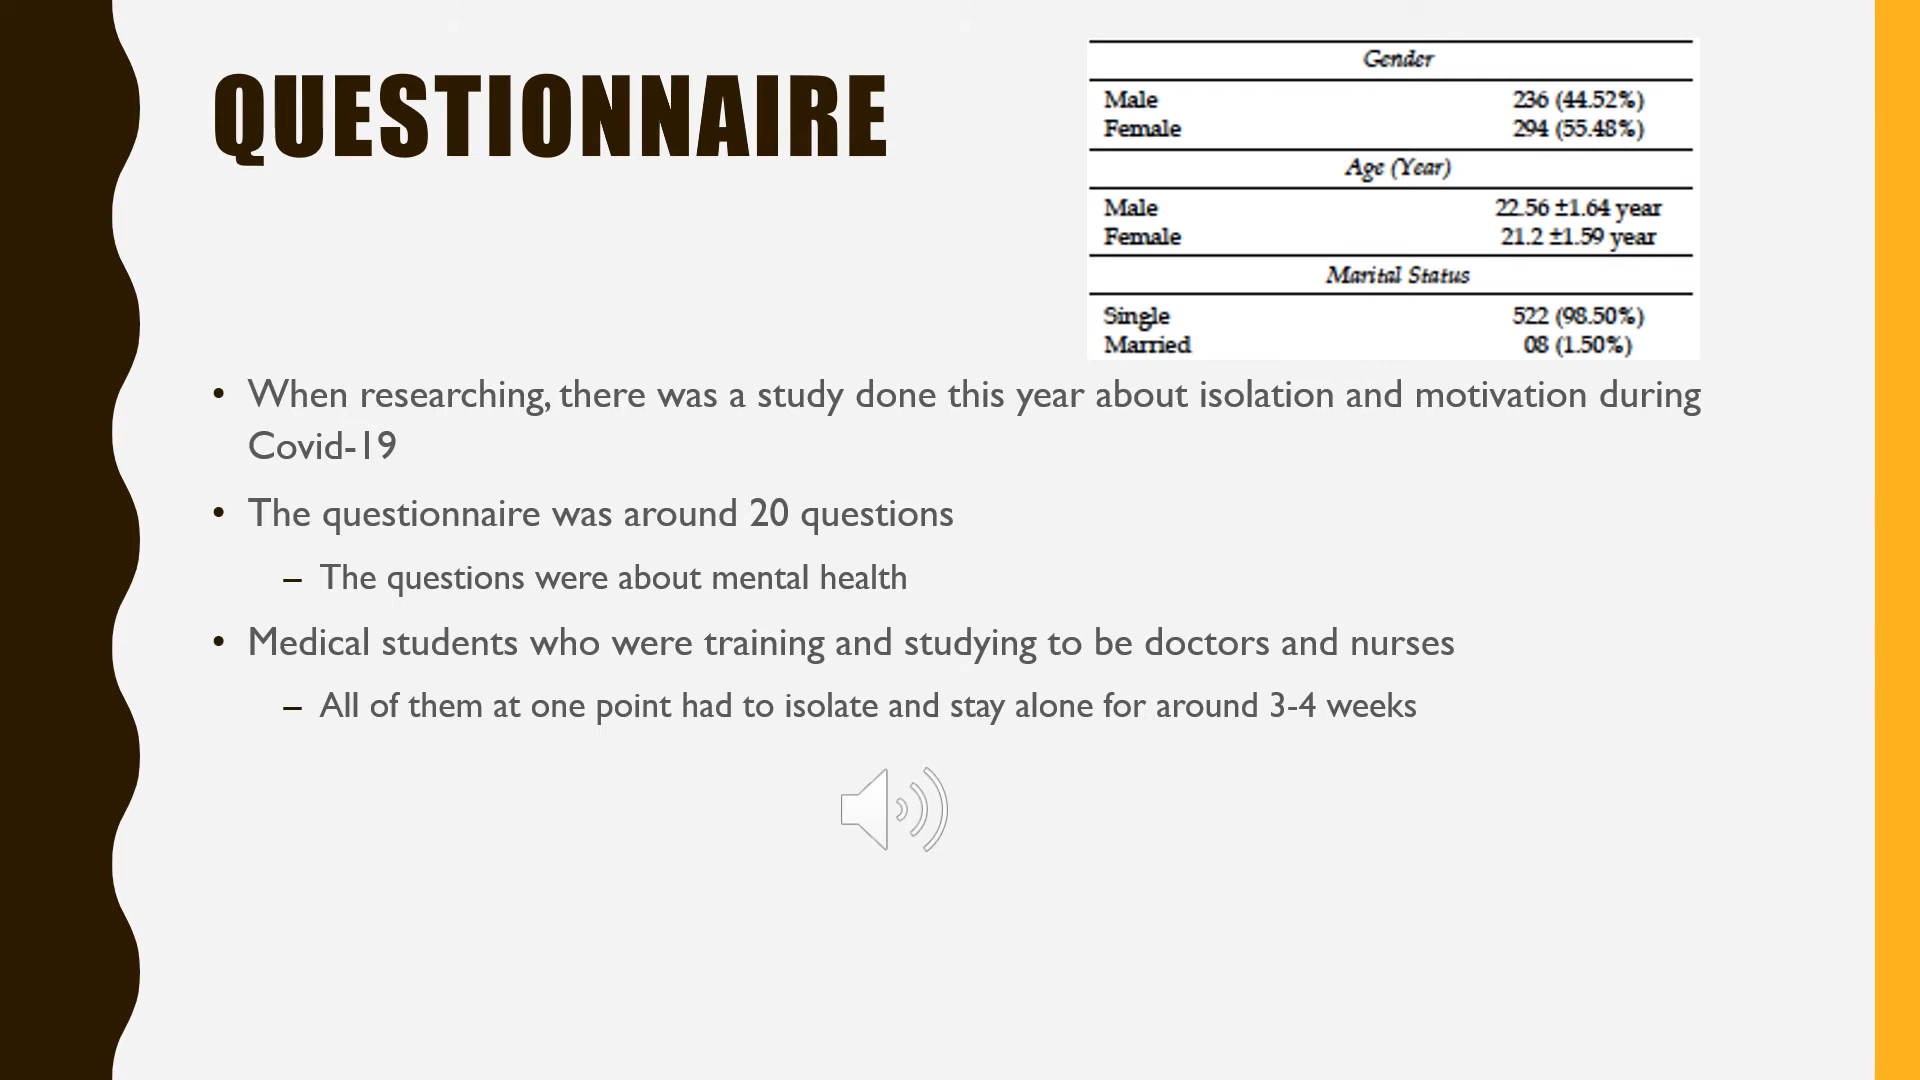 QUESTIONNAIRE
Gender
Male 236 (44.52%)
Female 294 (55.48%)
Age (Year)
Male 22.56 ±1.64 year
Female 21.2 ±1.59 year
Marital Status
Single 522 (98.50%)
Married 08 (1.50%)
• When researching, there was a study done this year about isolation and motivation during
Covid-19
• The questionnaire was around 20 questions
– The questions were about mental health
• Medical students who were training and studying to be doctors and nurses
– All of them at one point had to isolate and stay alone for around 3-4 weeks